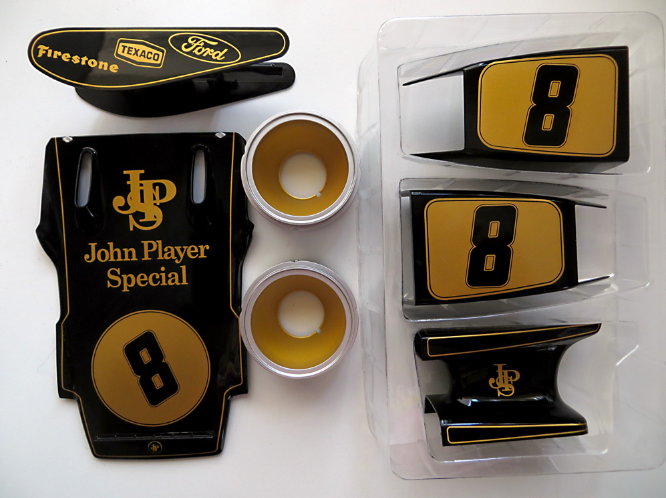 Firestone
TEXACO
Ford
JPS
John Player
Special
8
8
8
JPS